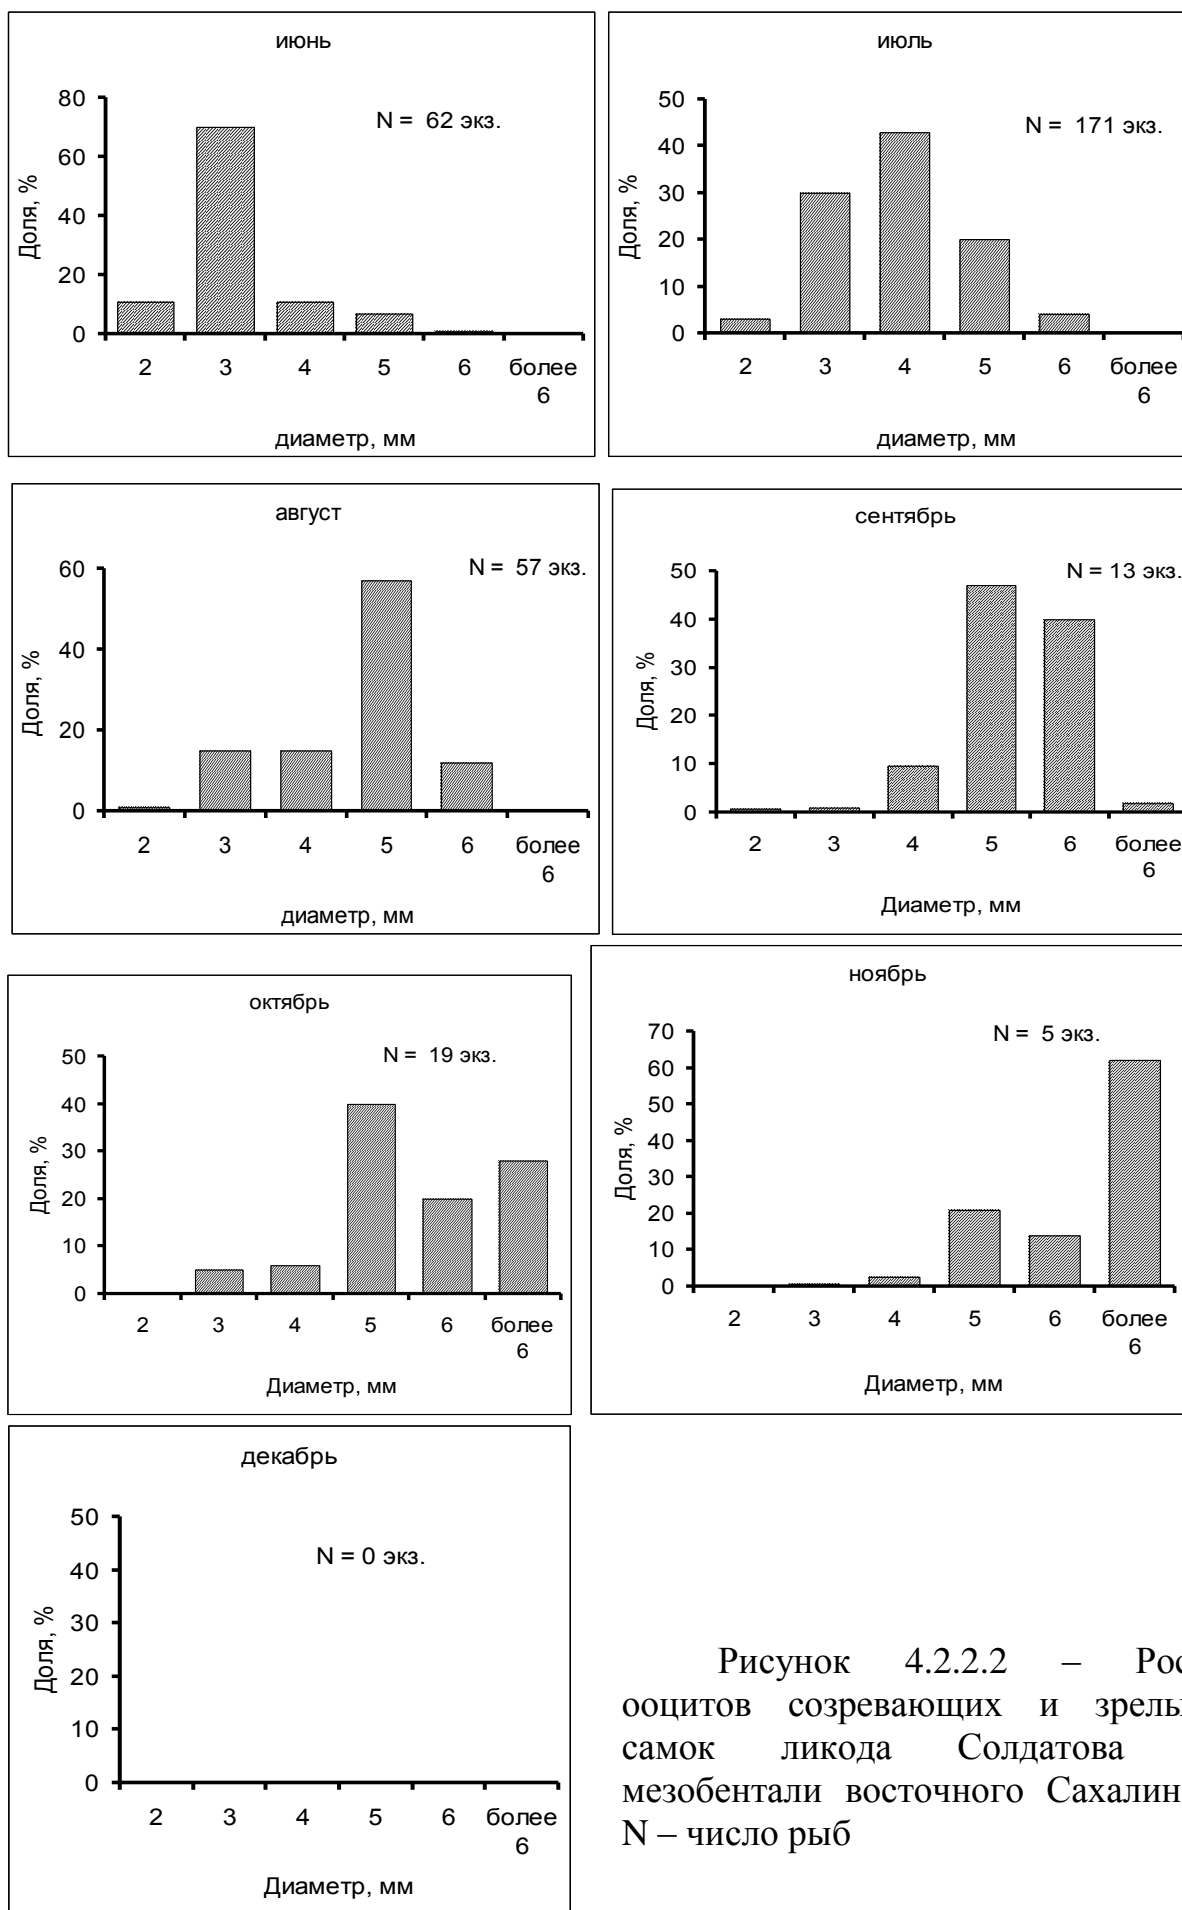 июнь
N = 62 экз.
Доля, %
80
60
40
20
0
2 3 4 5 6 более 6
диаметр, мм
июль
N = 171 экз.
Доля, %
50
40
30
20
10
0
2 3 4 5 6 более 6
диаметр, мм
август
N = 57 экз.
Доля, %
60
40
20
0
2 3 4 5 6 более 6
диаметр, мм
сентябрь
N = 13 экз.
Доля, %
50
40
30
20
10
0
2 3 4 5 6 более 6
Диаметр, мм
октябрь
N = 19 экз.
Доля, %
50
40
30
20
10
0
2 3 4 5 6 более 6
Диаметр, мм
ноябрь
N = 5 экз.
Доля, %
70
60
50
40
30
20
10
0
2 3 4 5 6 более 6
Диаметр, мм
декабрь
N = 0 экз.
Доля, %
50
40
30
20
10
0
2 3 4 5 6 более 6
Диаметр, мм
Рисунок 4.2.2.2 –
ооцитов созревающих и
самок ликода Солдатова
мезобентали восточного
N – число рыб